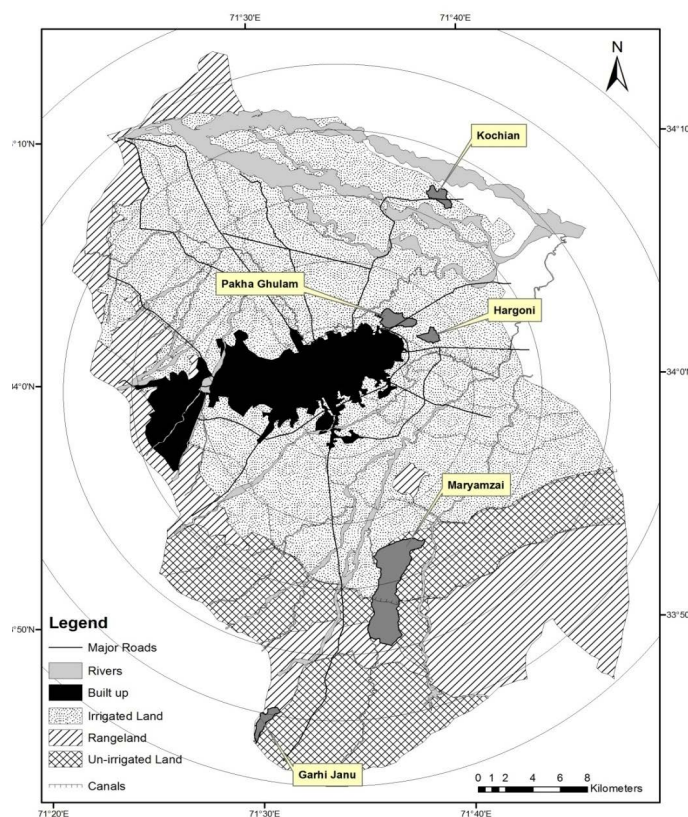 71°30'E
71°40'E
N
34°10'N
Kochian
Pakha Ghulam
Hargoni
34°0'N
Maryamzai
33°50'N
Legend
Major Roads
Rivers
Built up
Irrigated Land
Rangeland
Un-irrigated Land
Canals
Garhi Janu
0 1 2 4 6 8
Kilometers
71°20'E
71°30'E
71°40'E